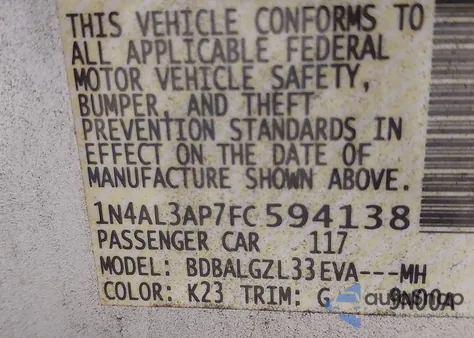 THIS VEHICLE CONFORMS TO
ALL APPLICABLE FEDERAL
MOTOR VEHICLE SAFETY,
BUMPER, AND THEFT
PREVENTION STANDARDS IN
EFFECT ON THE DATE OF
MANUFACTURE SHOWN ABOVE.
1N4AL3AP7FC594138
PASSENGER CAR 117
MODEL: BDBALGZL33EVA---MH
COLOR: K23 TRIM: G 9N00A